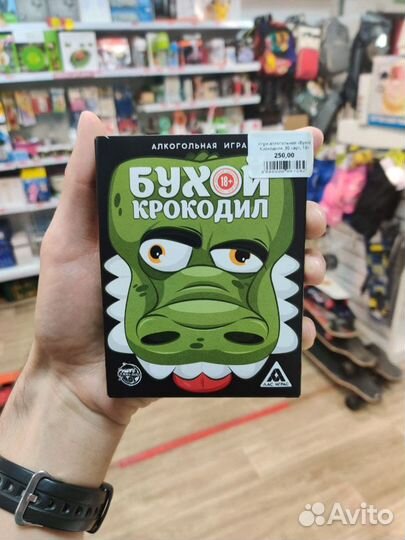 АЛКОГОЛЬНАЯ ИГРА
250,00
БУХОЙ
18+
КРОКОДИЛ
ЛАС ИГРАС
Avito